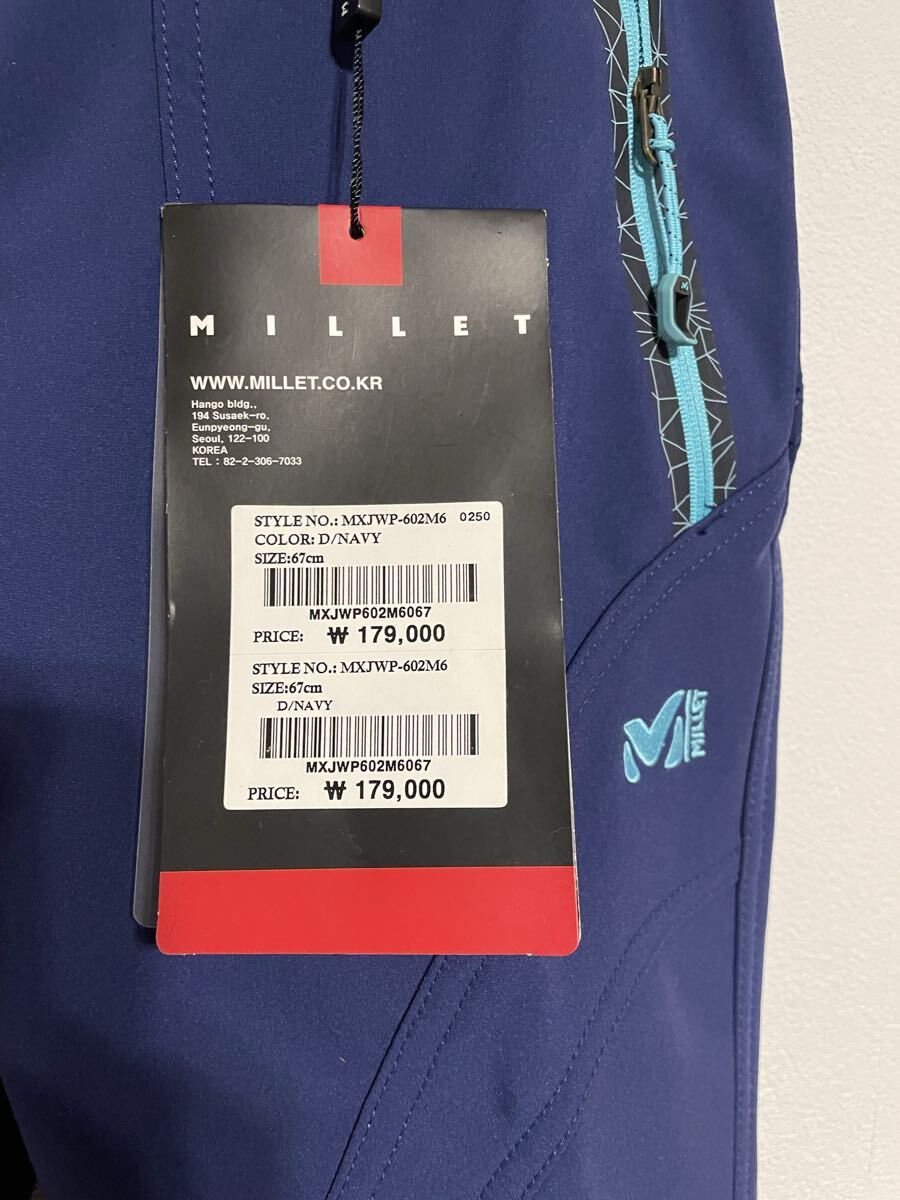 MILLET
WWW.MILLET.CO.KR
Hango bldg.,
194 Susaek-ro,
Eunpyeong-gu,
Seoul, 122-100
KOREA
TEL : 82-2-306-7033
STYLE NO.: MXJWP-602M6 0250
COLOR: D/NAVY
SIZE:67cm
MXJWP602M6067
PRICE: ₩ 179,000
STYLE NO.: MXJWP-602M6
SIZE:67cm
D/NAVY
MXJWP602M6067
PRICE: ₩ 179,000
MILLET